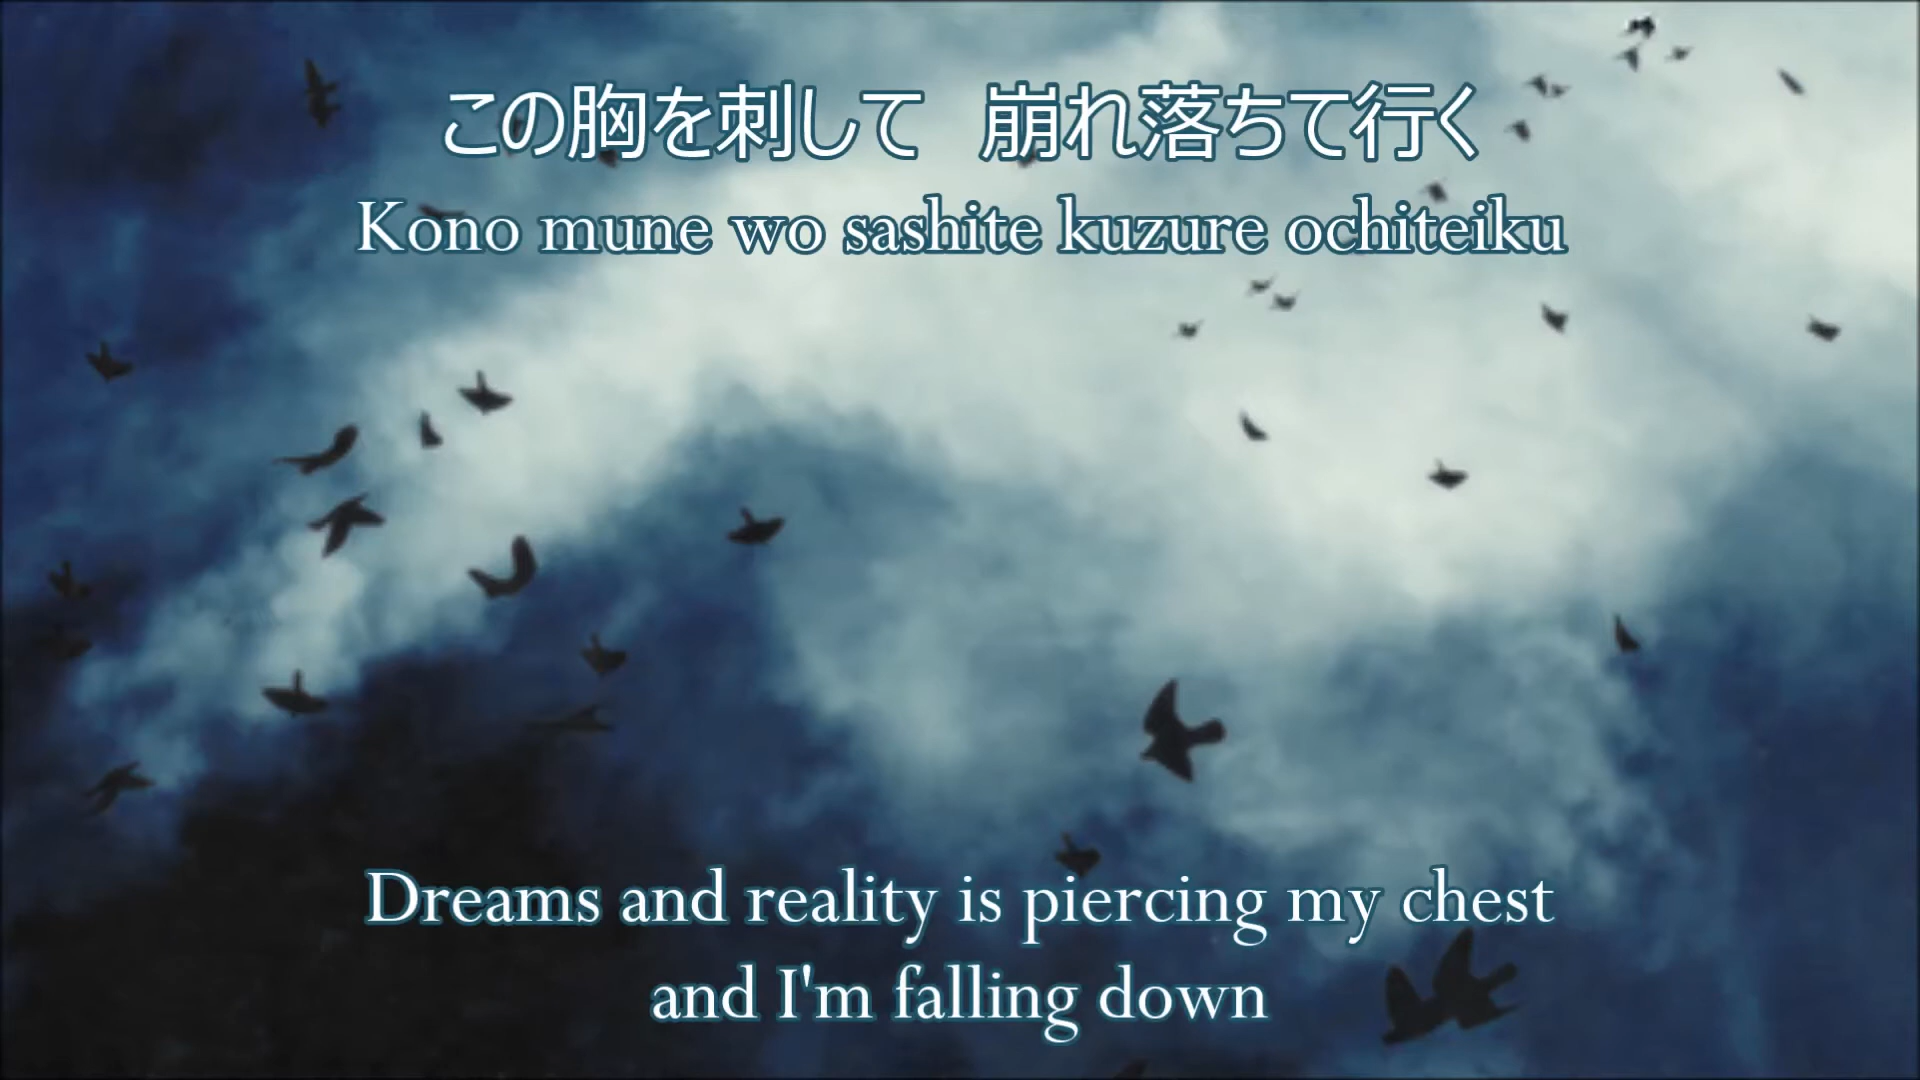 この胸を刺して　崩れ落ちて行く
Kono mune wo sashite kuzure ochiteiku
Dreams and reality is piercing my chest
and I'm falling down